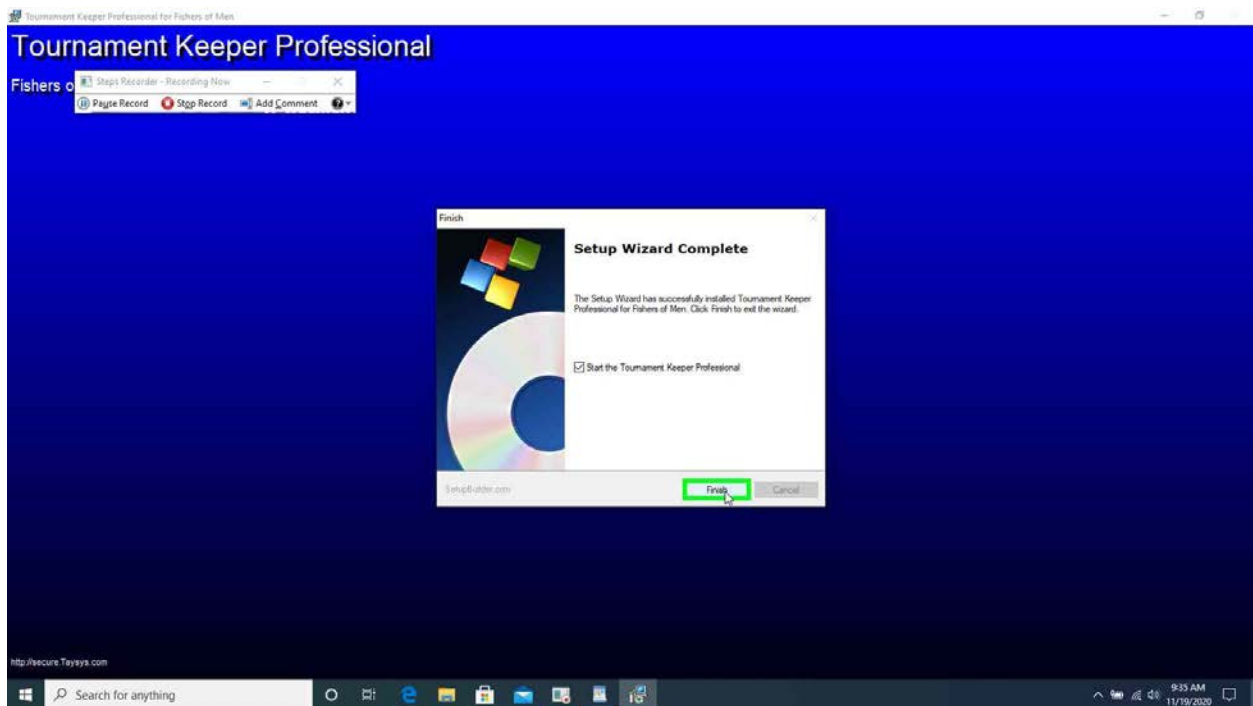 Tournament Keeper Professional for Fishers of Men
Tournament Keeper Professional
Fishers o
Steps Recorder - Recording Now
Pause Record Stop Record Add Comment
Finish
Setup Wizard Complete
The Setup Wizard has successfully installed Tournament Keeper
Professional for Fishers of Men. Click Finish to exit the wizard.
Start the Tournament Keeper Professional
SetupBuilder.com
Finish Cancel
http://secure.Taysys.com
Search for anything
9:35 AM
11/19/2020